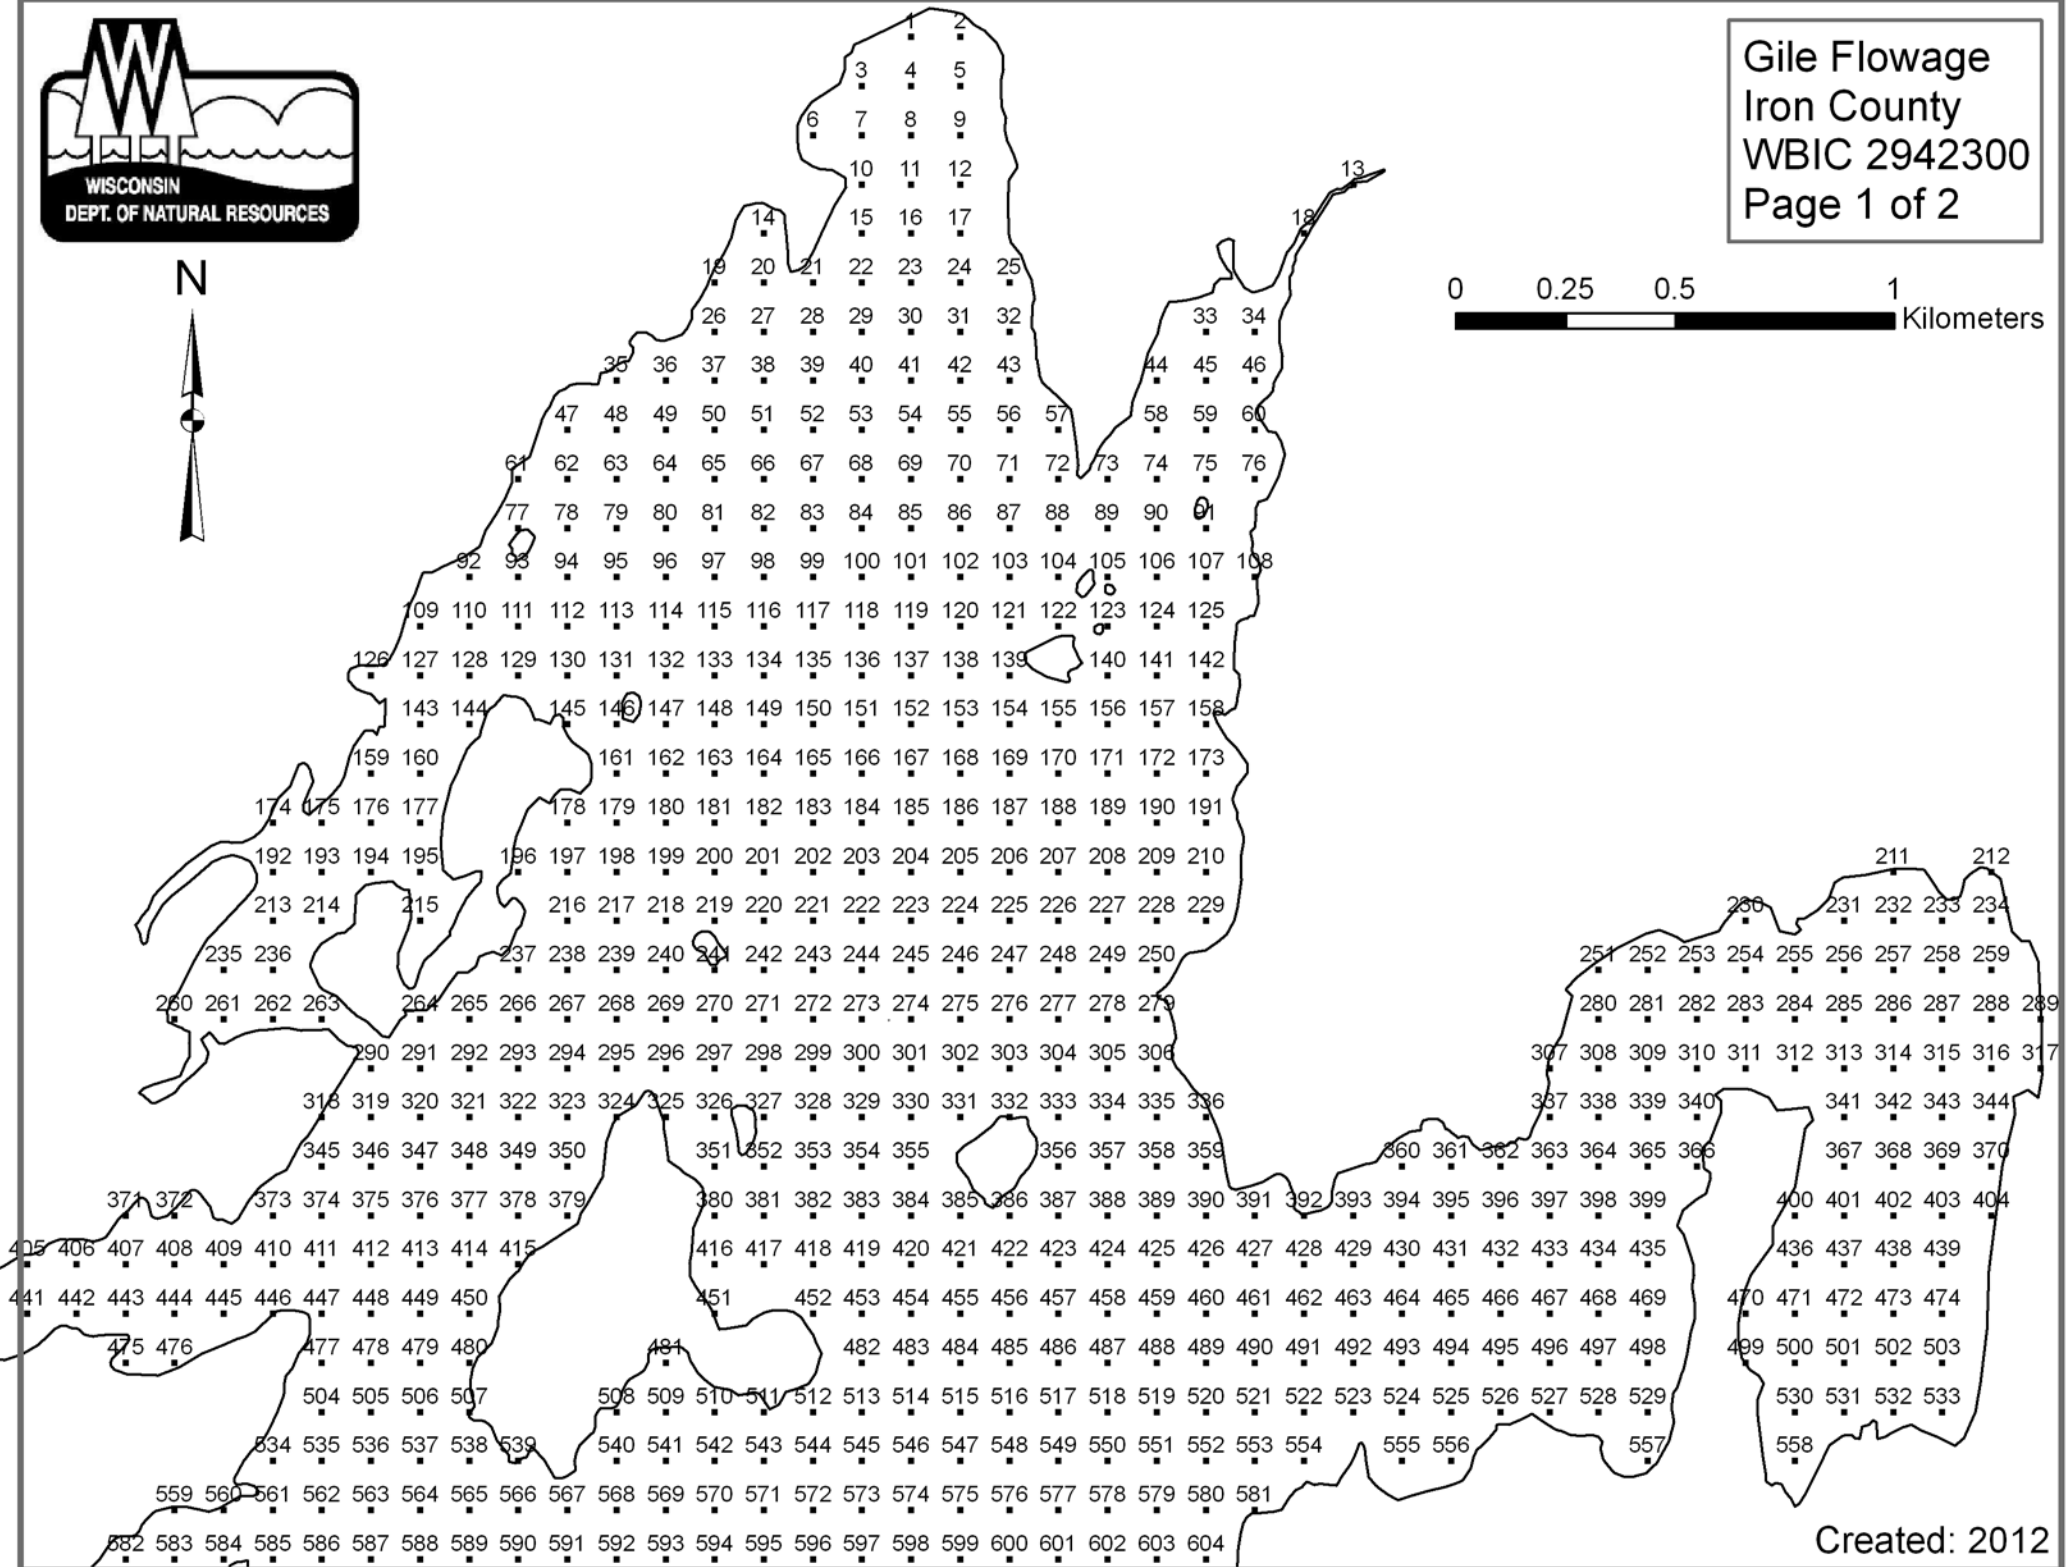 WISCONSIN
DEPT. OF NATURAL RESOURCES
N
Gile Flowage
Iron County
WBIC 2942300
Page 1 of 2
0 0.25 0.5 1
Kilometers
1 2
3 4 5
6 7 8 9
10 11 12 13
14 15 16 17 18
19 20 21 22 23 24 25
26 27 28 29 30 31 32 33 34
35 36 37 38 39 40 41 42 43 44 45 46
47 48 49 50 51 52 53 54 55 56 57 58 59 60
61 62 63 64 65 66 67 68 69 70 71 72 73 74 75 76
77 78 79 80 81 82 83 84 85 86 87 88 89 90 91
92 93 94 95 96 97 98 99 100 101 102 103 104 105 106 107 108
109 110 111 112 113 114 115 116 117 118 119 120 121 122 123 124 125
126 127 128 129 130 131 132 133 134 135 136 137 138 139 140 141 142
143 144 145 146 147 148 149 150 151 152 153 154 155 156 157 158
159 160 161 162 163 164 165 166 167 168 169 170 171 172 173
174 175 176 177 178 179 180 181 182 183 184 185 186 187 188 189 190 191
192 193 194 195 196 197 198 199 200 201 202 203 204 205 206 207 208 209 210 211 212
213 214 215 216 217 218 219 220 221 222 223 224 225 226 227 228 229 230 231 232 233 234
235 236 237 238 239 240 241 242 243 244 245 246 247 248 249 250 251 252 253 254 255 256 257 258 259
260 261 262 263 264 265 266 267 268 269 270 271 272 273 274 275 276 277 278 279 280 281 282 283 284 285 286 287 288 289
290 291 292 293 294 295 296 297 298 299 300 301 302 303 304 305 306 307 308 309 310 311 312 313 314 315 316 317
318 319 320 321 322 323 324 325 326 327 328 329 330 331 332 333 334 335 336 337 338 339 340 341 342 343 344
345 346 347 348 349 350 351 352 353 354 355 356 357 358 359 360 361 362 363 364 365 366 367 368 369 370
371 372 373 374 375 376 377 378 379 380 381 382 383 384 385 386 387 388 389 390 391 392 393 394 395 396 397 398 399 400 401 402 403 404
405 406 407 408 409 410 411 412 413 414 415 416 417 418 419 420 421 422 423 424 425 426 427 428 429 430 431 432 433 434 435 436 437 438 439
441 442 443 444 445 446 447 448 449 450 451 452 453 454 455 456 457 458 459 460 461 462 463 464 465 466 467 468 469 470 471 472 473 474
475 476 477 478 479 480 481 482 483 484 485 486 487 488 489 490 491 492 493 494 495 496 497 498 499 500 501 502 503
504 505 506 507 508 509 510 511 512 513 514 515 516 517 518 519 520 521 522 523 524 525 526 527 528 529 530 531 532 533
534 535 536 537 538 539 540 541 542 543 544 545 546 547 548 549 550 551 552 553 554 555 556 557 558
559 560 561 562 563 564 565 566 567 568 569 570 571 572 573 574 575 576 577 578 579 580 581
582 583 584 585 586 587 588 589 590 591 592 593 594 595 596 597 598 599 600 601 602 603 604
Created: 2012